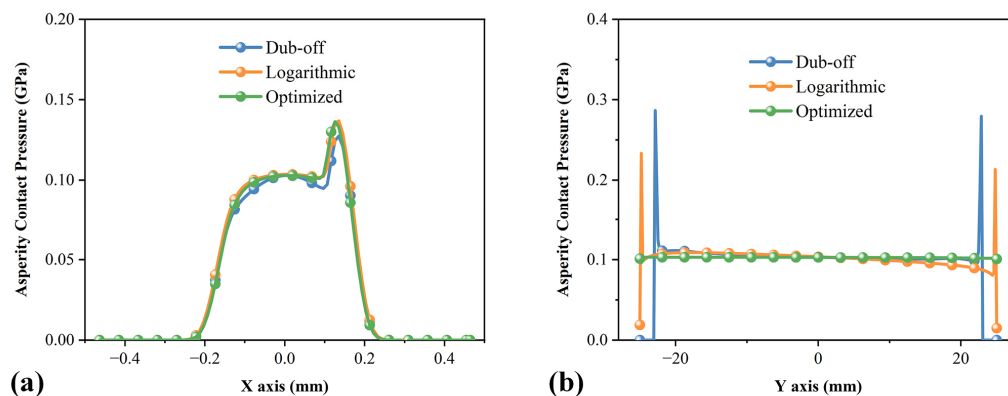 0.20
0.15
0.10
0.05
0.00
Asperity Contact Pressure (GPa)
Dub-off
Logarithmic
Optimized
−0.4
−0.2
0.0
0.2
0.4
X axis (mm)
(a)
0.4
0.3
0.2
0.1
0.0
Asperity Contact Pressure (GPa)
Dub-off
Logarithmic
Optimized
−20
0
20
Y axis (mm)
(b)